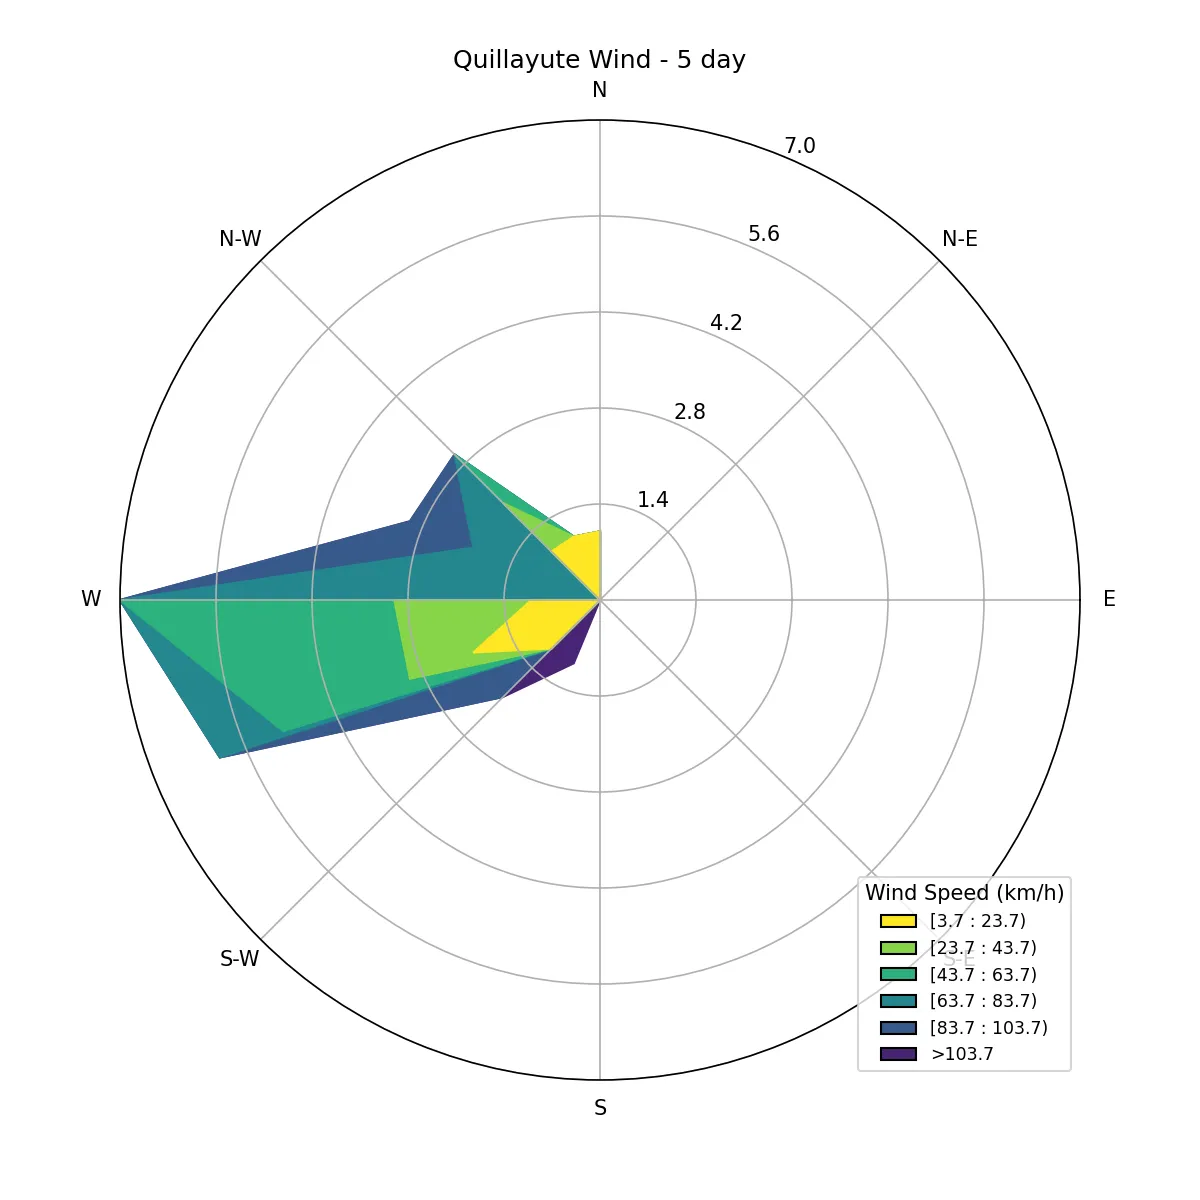 Quillayute Wind - 5 day
N
7.0
N-W
5.6
N-E
4.2
2.8
1.4
W
E
S-W
S-E
S
Wind Speed (km/h)
[3.7 : 23.7)
[23.7 : 43.7)
[43.7 : 63.7)
[63.7 : 83.7)
[83.7 : 103.7)
>103.7